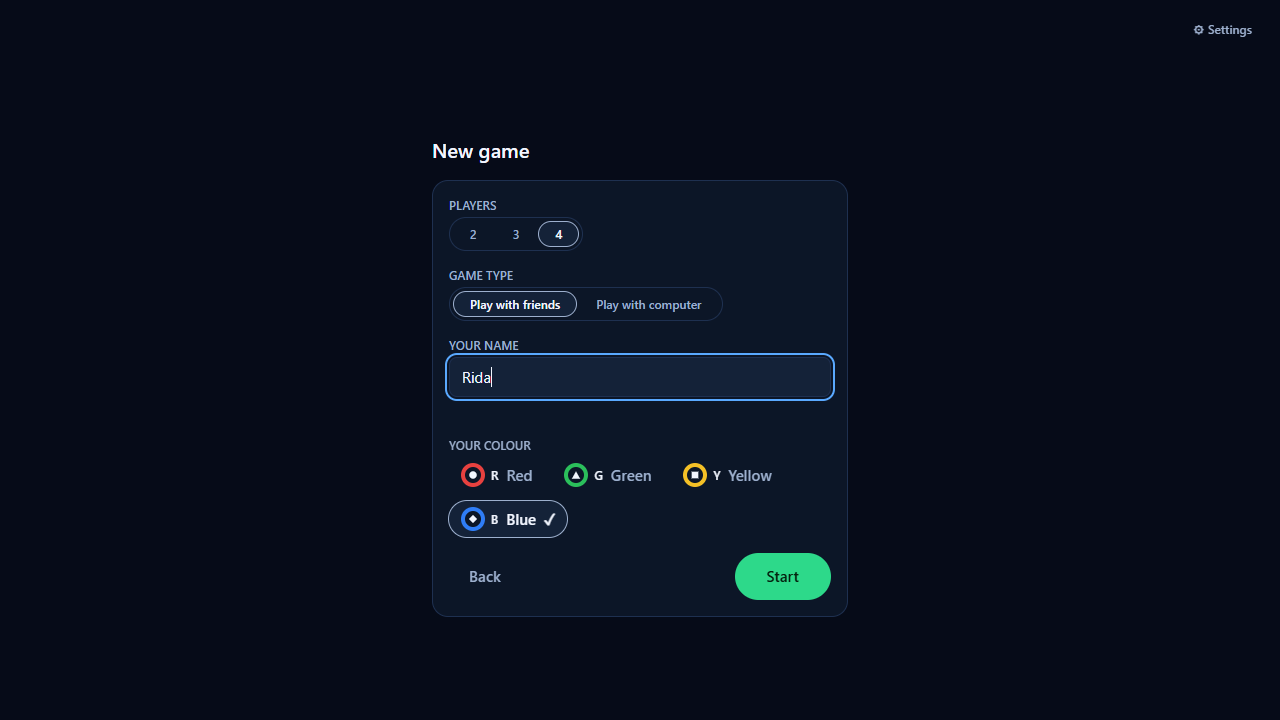 ⚙ Settings
New game
PLAYERS
2 3 4
GAME TYPE
Play with friends Play with computer
YOUR NAME
Rida
YOUR COLOUR
R Red G Green Y Yellow
B Blue ✓
Back Start